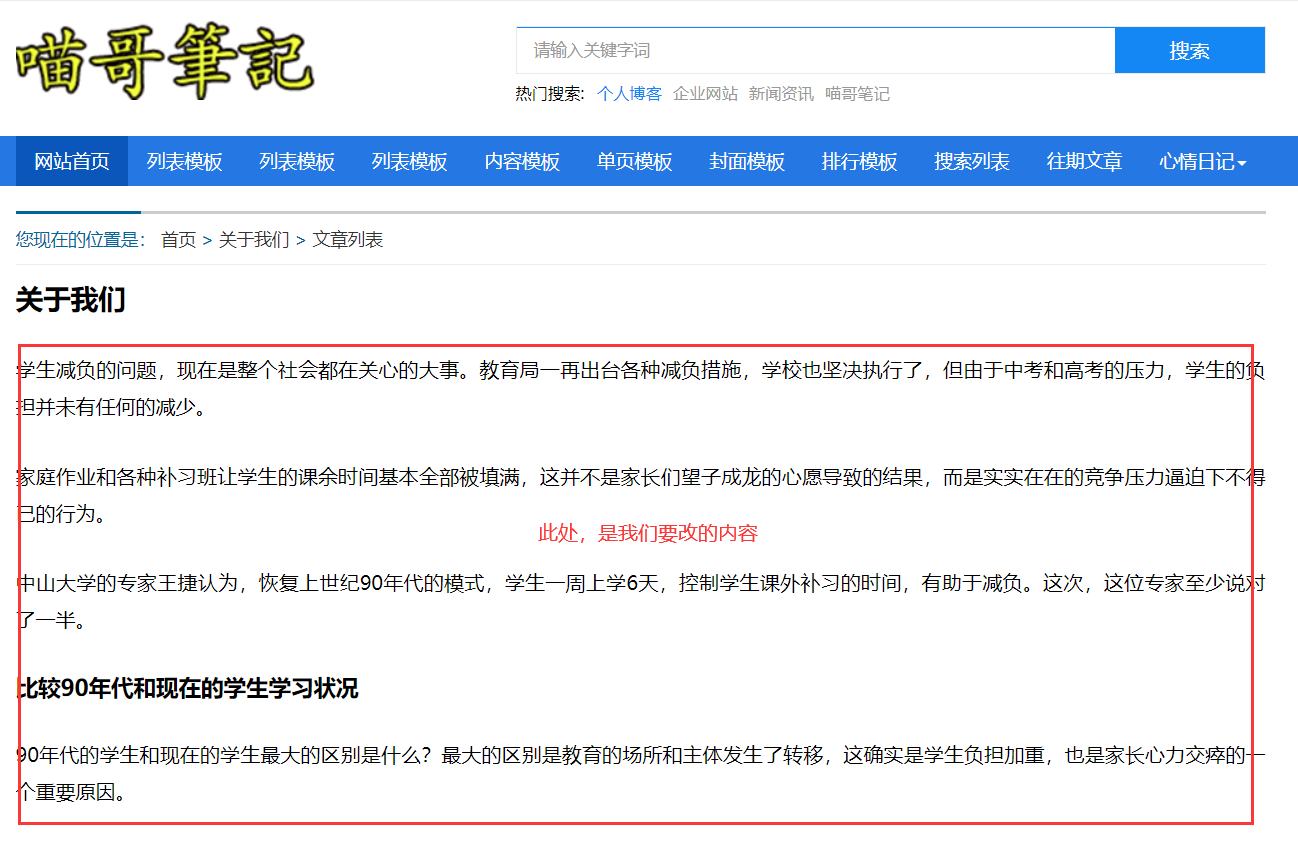 喵哥筆記
请输入关键字词
搜索
热门搜索: 个人博客 企业网站 新闻资讯 喵哥笔记
网站首页 列表模板 列表模板 列表模板 内容模板 单页模板 封面模板 排行模板 搜索列表 往期文章 心情日记
您现在的位置是： 首页 > 关于我们 > 文章列表
关于我们
学生减负的问题，现在是整个社会都在关心的大事。教育局一再出台各种减负措施，学校也坚决执行了，但由于中考和高考的压力，学生的负
担并未有任何的减少。
家庭作业和各种补习班让学生的课余时间基本全部被填满，这并不是家长们望子成龙的心愿导致的结果，而是实实在在的竞争压力逼迫下不得
已的行为。
此处，是我们要改的内容
中山大学的专家王捷认为，恢复上世纪90年代的模式，学生一周上学6天，控制学生课外补习的时间，有助于减负。这次，这位专家至少说对
了一半。
比较90年代和现在的学生学习状况
90年代的学生和现在的学生最大的区别是什么？最大的区别是教育的场所和主体发生了转移，这确实是学生负担加重，也是家长心力交瘁的一
个重要原因。